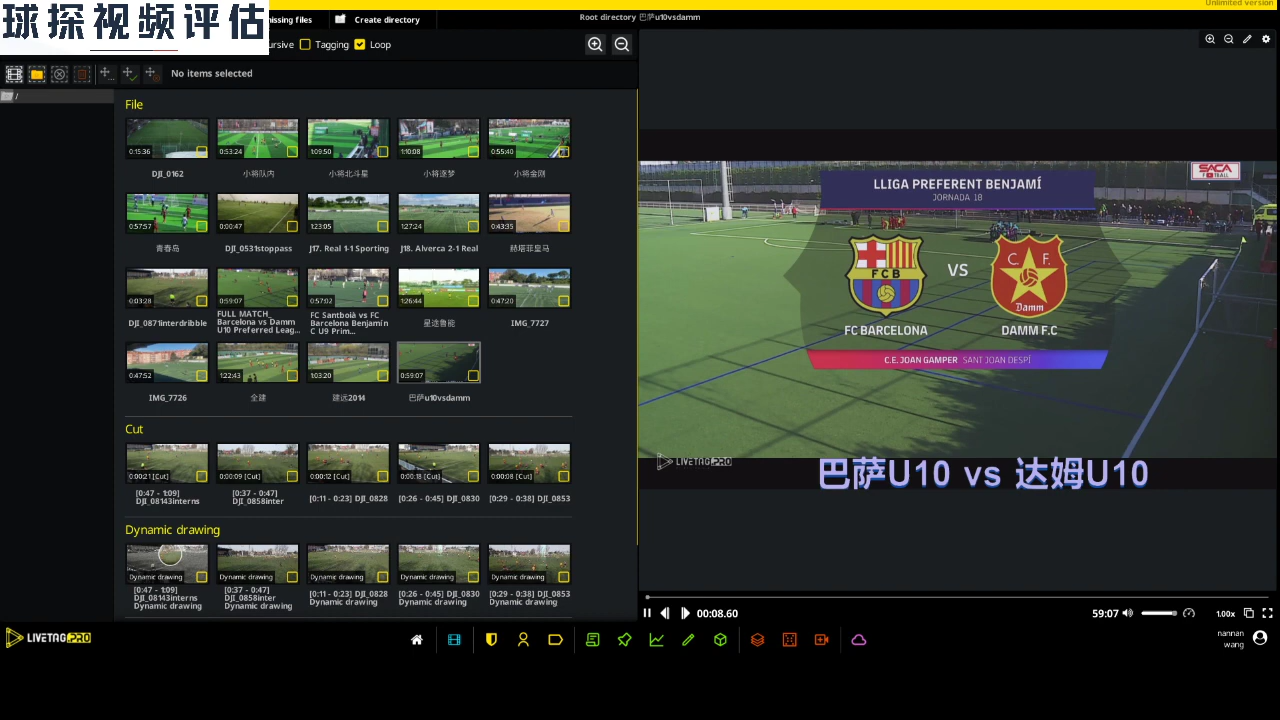 Unlimited version
球探视频评估
missing files
Create directory
Root directory 巴萨u10vsdamm
ursive
Tagging
Loop
No items selected
/
File
0:15:36
0:53:24
1:09:50
1:10:08
0:55:40
DJI_0162
小将队内
小将北斗星
小将逐梦
小将金刚
0:57:57
0:00:47
1:23:05
1:27:24
0:43:35
青春岛
DJI_0531stoppass
J17. Real 1-1 Sporting
J18. Alverca 2-1 Real
赫塔菲皇马
0:03:28
0:59:07
0:57:02
1:26:44
0:47:20
DJI_0871interdribble
FULL MATCH_
Barcelona vs Damm
U10 Preferred Leag...
FC Santboià vs FC
Barcelona Benjamín
C U9 Prim...
星途鲁能
IMG_7727
0:47:52
1:22:43
1:03:20
0:59:07
IMG_7726
全建
建远2014
巴萨u10vsdamm
Cut
0:00:21 [Cut]
0:00:09 [Cut]
0:00:12 [Cut]
0:00:18 [Cut]
0:00:08 [Cut]
[0:47 - 1:09]
DJI_08143interns
[0:37 - 0:47]
DJI_0858inter
[0:11 - 0:23] DJI_0828
[0:26 - 0:45] DJI_0830
[0:29 - 0:38] DJI_0853
Dynamic drawing
Dynamic drawing
Dynamic drawing
Dynamic drawing
Dynamic drawing
Dynamic drawing
[0:47 - 1:09]
DJI_08143interns
Dynamic drawing
[0:37 - 0:47]
DJI_0858inter
Dynamic drawing
[0:11 - 0:23] DJI_0828
Dynamic drawing
[0:26 - 0:45] DJI_0830
Dynamic drawing
[0:29 - 0:38] DJI_0853
Dynamic drawing
SACA
FOOTBALL
LLIGA PREFERENT BENJAMÍ
JORNADA 18
FCB
VS
C. F.
Damm
FC BARCELONA
DAMM F.C
C.E. JOAN GAMPER SANT JOAN DESPÍ
LIVETAG.PRO
巴萨U10 vs 达姆U10
00:08.60
59:07
1.00x
LIVETAG.PRO
nannan
wang